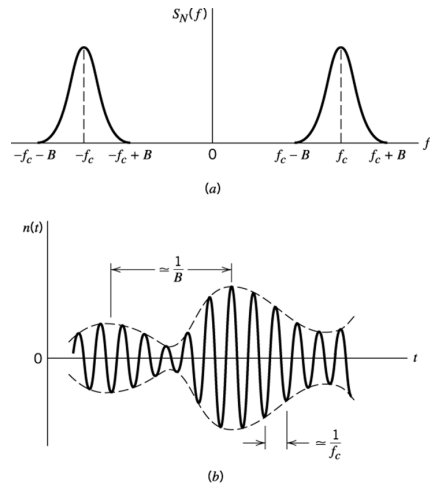 S_N(f)
−f_c − B −f_c −f_c + B 0 f_c − B f_c f_c + B f
(a)
n(t)
≃ 1/B
0 t
≃ 1/f_c
(b)